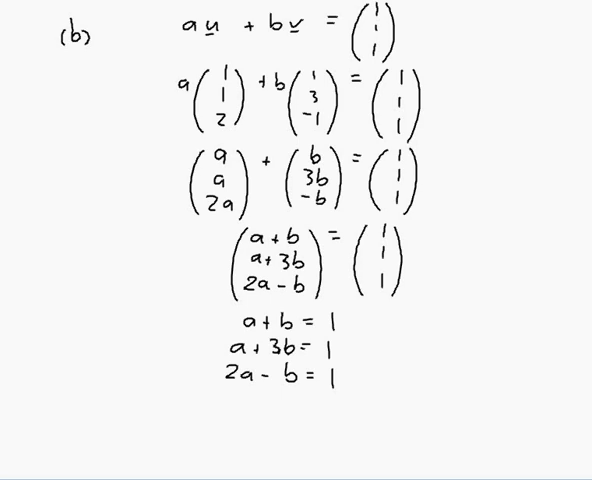 (b) au + bv = (1 1 1)
a(1 1 2) + b(1 3 -1) = (1 1 1)
(a a 2a) + (b 3b -b) = (1 1 1)
(a+b a+3b 2a-b) = (1 1 1)
a+b = 1
a+3b = 1
2a-b = 1